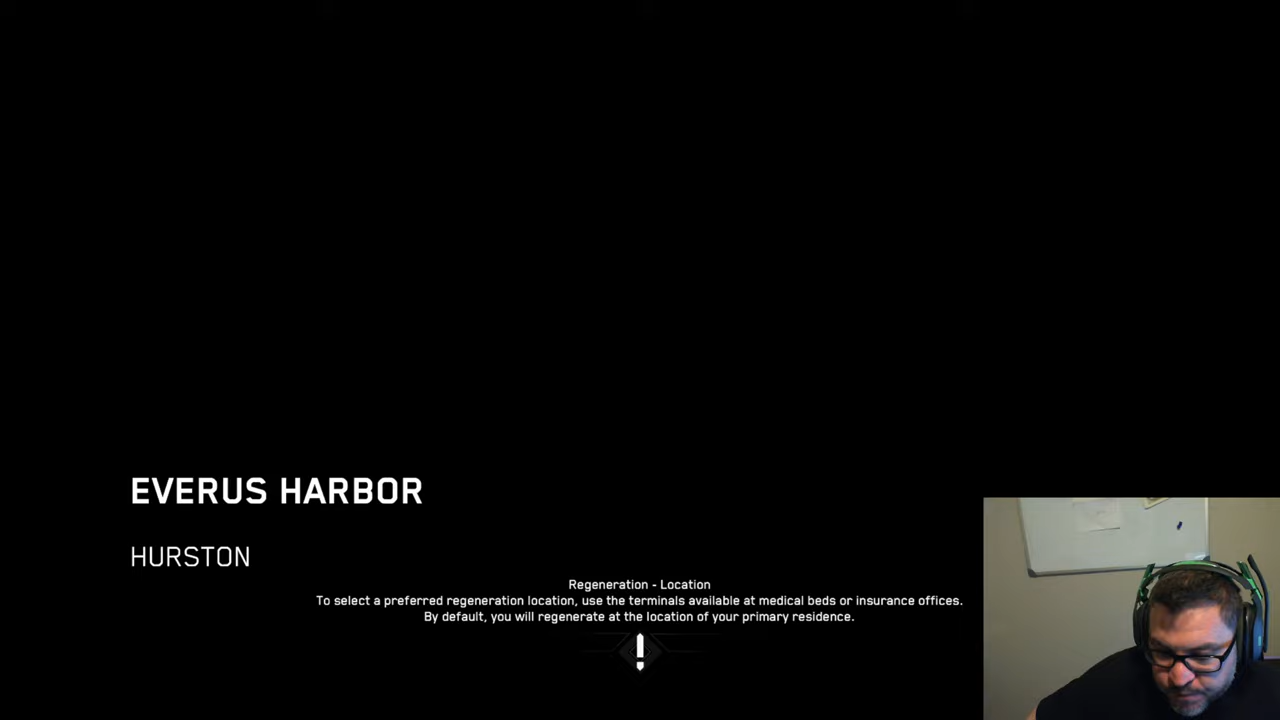 EVERUS HARBOR
HURSTON
Regeneration - Location
To select a preferred regeneration location, use the terminals available at medical beds or insurance offices.
By default, you will regenerate at the location of your primary residence.